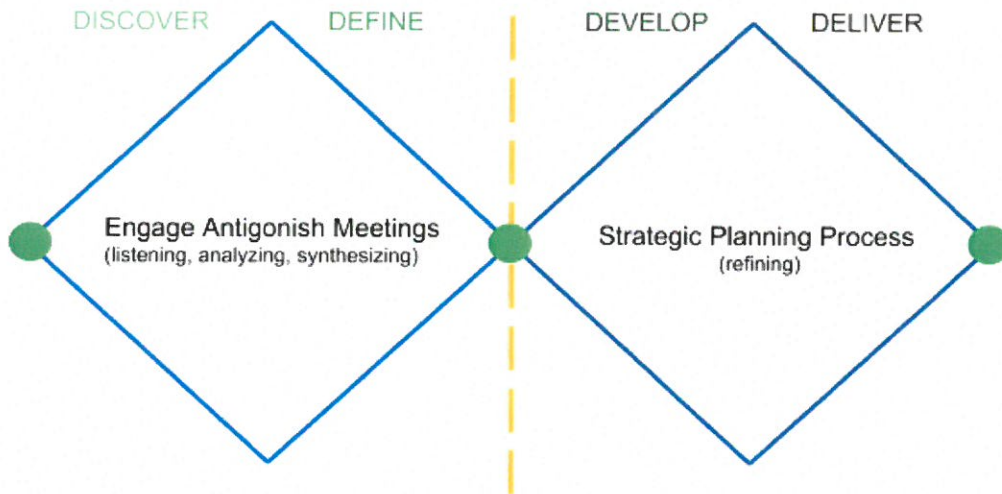 DISCOVER
DEFINE
DEVELOP
DELIVER
Engage Antigonish Meetings
(listening, analyzing, synthesizing)
Strategic Planning Process
(refining)